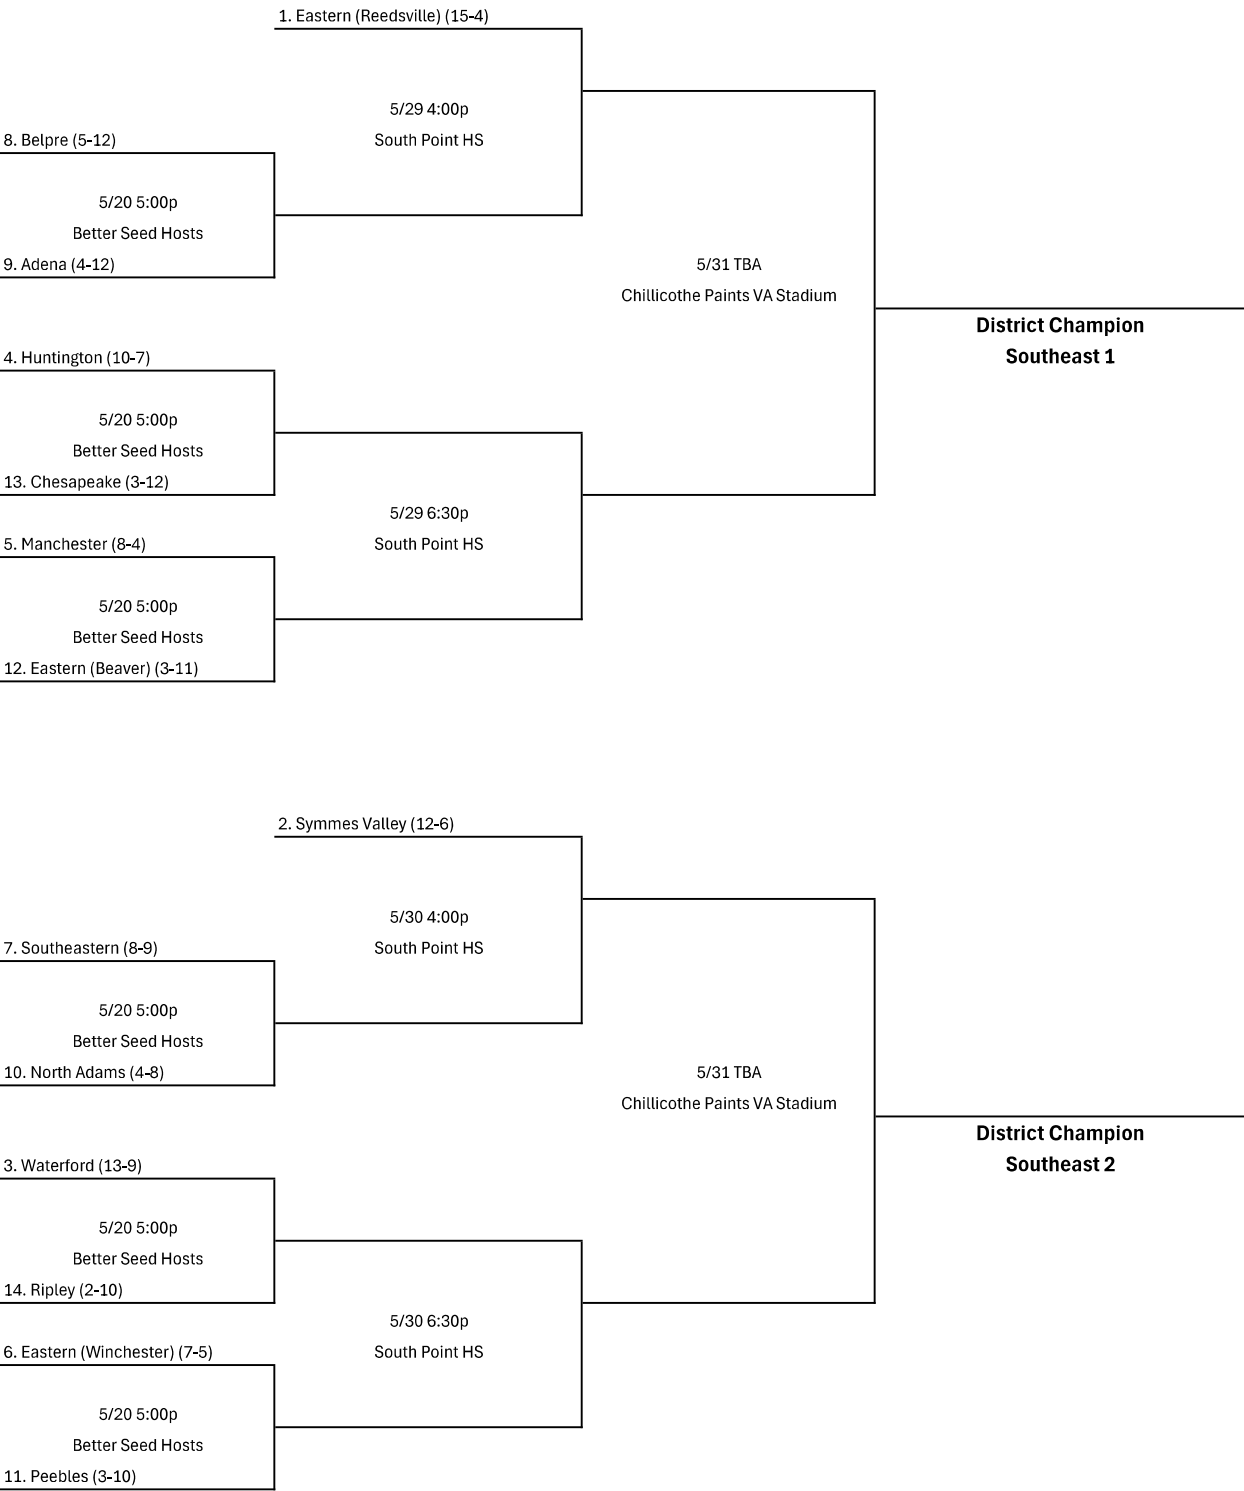 1. Eastern (Reedsville) (15-4)
5/29 4:00p
South Point HS
8. Belpre (5-12)
5/20 5:00p
Better Seed Hosts
9. Adena (4-12)
5/31 TBA
Chillicothe Paints VA Stadium
District Champion
Southeast 1
4. Huntington (10-7)
5/20 5:00p
Better Seed Hosts
13. Chesapeake (3-12)
5/29 6:30p
South Point HS
5. Manchester (8-4)
5/20 5:00p
Better Seed Hosts
12. Eastern (Beaver) (3-11)
2. Symmes Valley (12-6)
5/30 4:00p
South Point HS
7. Southeastern (8-9)
5/20 5:00p
Better Seed Hosts
10. North Adams (4-8)
5/31 TBA
Chillicothe Paints VA Stadium
District Champion
Southeast 2
3. Waterford (13-9)
5/20 5:00p
Better Seed Hosts
14. Ripley (2-10)
5/30 6:30p
South Point HS
6. Eastern (Winchester) (7-5)
5/20 5:00p
Better Seed Hosts
11. Peebles (3-10)